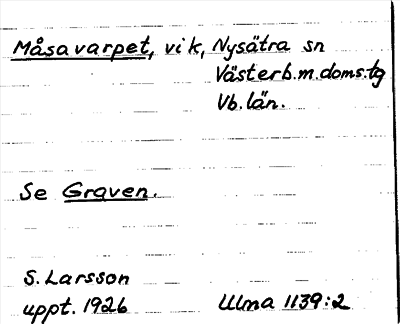 Måsavarpet, vik, Nysätra sn
Västerb.m.doms.tg
Vb.län.
Se Graven.
S. Larsson
uppt. 1926
Ulma 1139:2